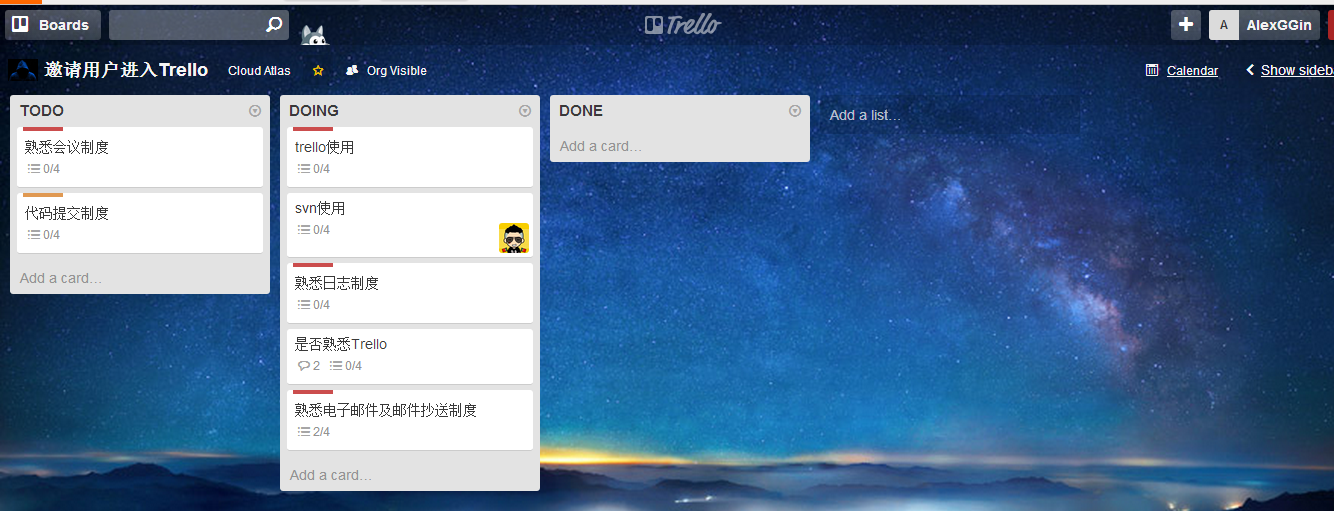 Boards
Trello
A AlexGGin
邀请用户进入Trello Cloud Atlas Org Visible
Calendar
Show sideba
TODO
熟悉会议制度
0/4
代码提交制度
0/4
Add a card...
DOING
trello使用
0/4
svn使用
0/4
熟悉日志制度
0/4
是否熟悉Trello
2 0/4
熟悉电子邮件及邮件抄送制度
2/4
Add a card...
DONE
Add a card...
Add a list...